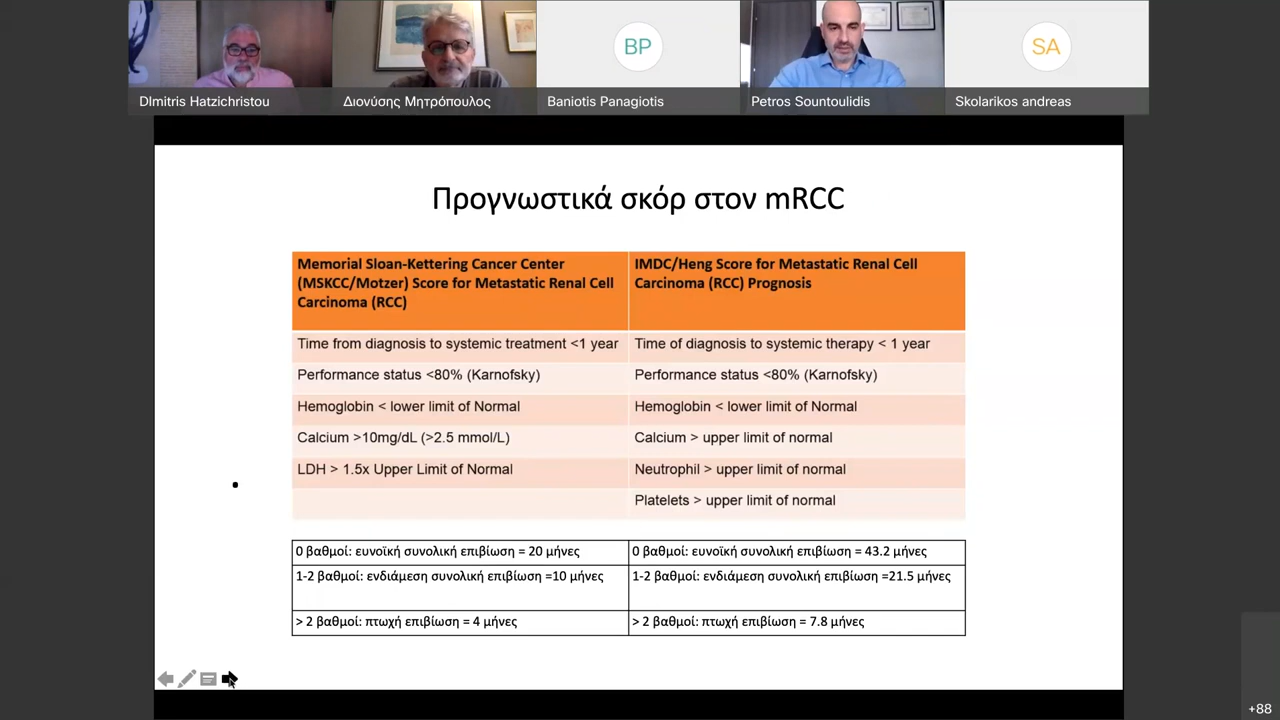 BP
SA
DImitris Hatzichristou
Διονύσης Μητρόπουλος
Baniotis Panagiotis
Petros Sountoulidis
Skolarikos andreas
Προγνωστικά σκόρ στον mRCC
Memorial Sloan-Kettering Cancer Center
(MSKCC/Motzer) Score for Metastatic Renal Cell
Carcinoma (RCC)
IMDC/Heng Score for Metastatic Renal Cell
Carcinoma (RCC) Prognosis
Time from diagnosis to systemic treatment <1 year
Time of diagnosis to systemic therapy < 1 year
Performance status <80% (Karnofsky)
Performance status <80% (Karnofsky)
Hemoglobin < lower limit of Normal
Hemoglobin < lower limit of Normal
Calcium >10mg/dL (>2.5 mmol/L)
Calcium > upper limit of normal
LDH > 1.5x Upper Limit of Normal
Neutrophil > upper limit of normal
Platelets > upper limit of normal
0 βαθμοί: ευνοϊκή συνολική επιβίωση = 20 μήνες
0 βαθμοί: ευνοϊκή συνολική επιβίωση = 43.2 μήνες
1-2 βαθμοί: ενδιάμεση συνολική επιβίωση =10 μήνες
1-2 βαθμοί: ενδιάμεση συνολική επιβίωση =21.5 μήνες
> 2 βαθμοί: πτωχή επιβίωση = 4 μήνες
> 2 βαθμοί: πτωχή επιβίωση = 7.8 μήνες
+88